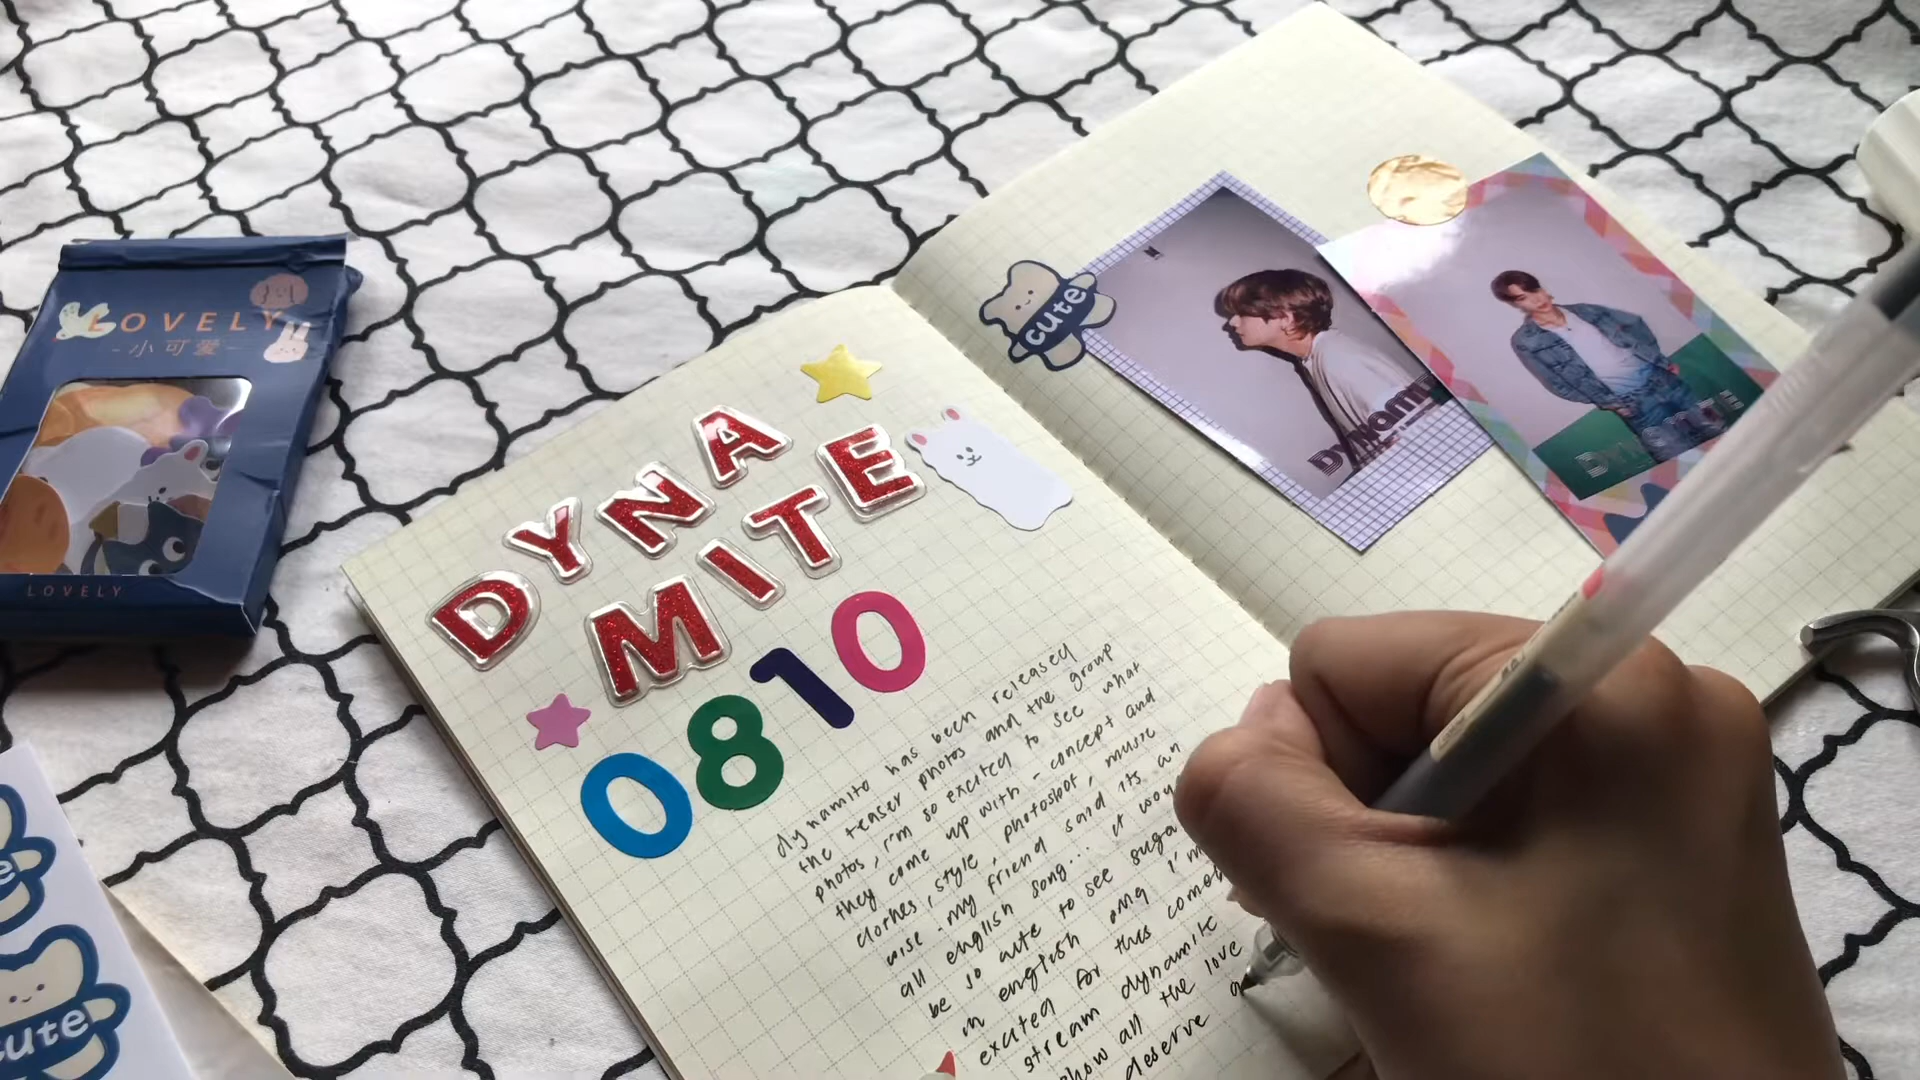 LOVELY
-小可爱-
LOVELY
cute
cute
DYNA
MITE
0810
dynamite has been released
the teaser photos and the group
photos, i'm so excited to see what
they come up with - concept and
clothes, style, photoshoot, music
wise - my friend said its an
all english song... it wou
be so cute to see suga
in english omg i'm
excited for this comeb
stream dynamite
show all the love
deserve
DYNAMITE
DYNAMITE